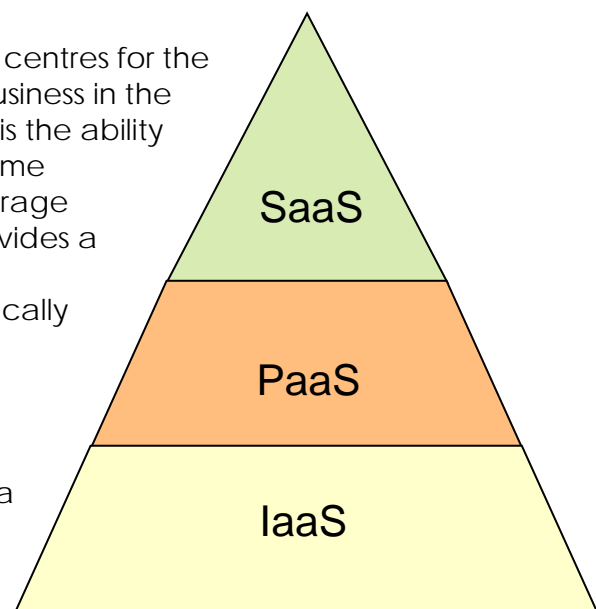 centres for the
usiness in the
is the ability
me
rage
vides a
cally
a
SaaS
PaaS
IaaS